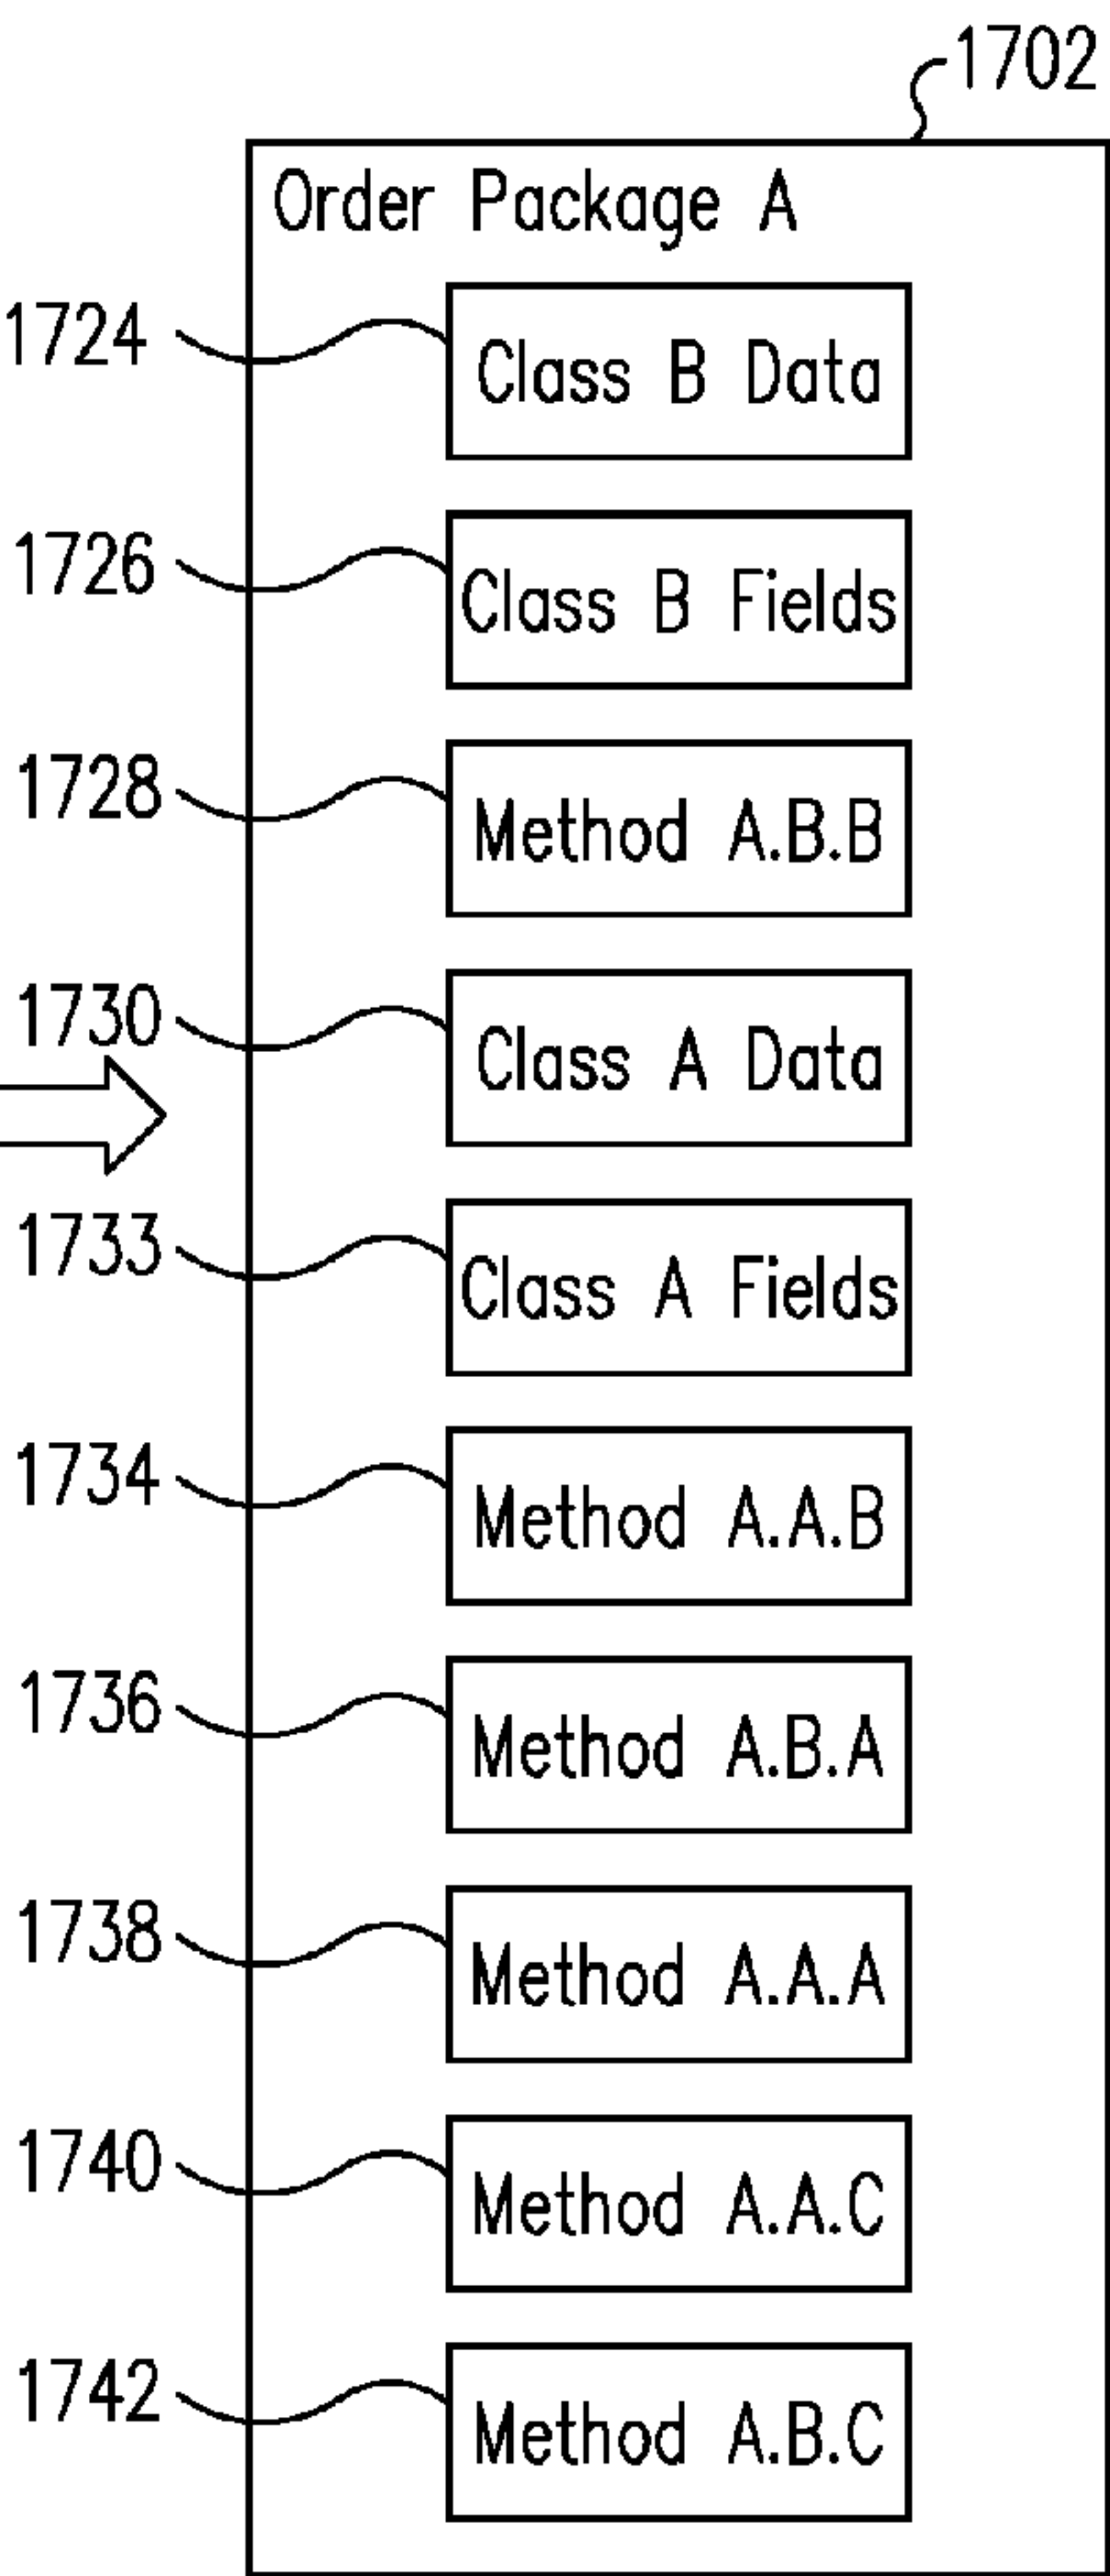 1702
Order Package A
1724
Class B Data
1726
Class B Fields
1728
Method A.B.B
1730
Class A Data
1733
Class A Fields
1734
Method A.A.B
1736
Method A.B.A
1738
Method A.A.A
1740
Method A.A.C
1742
Method A.B.C